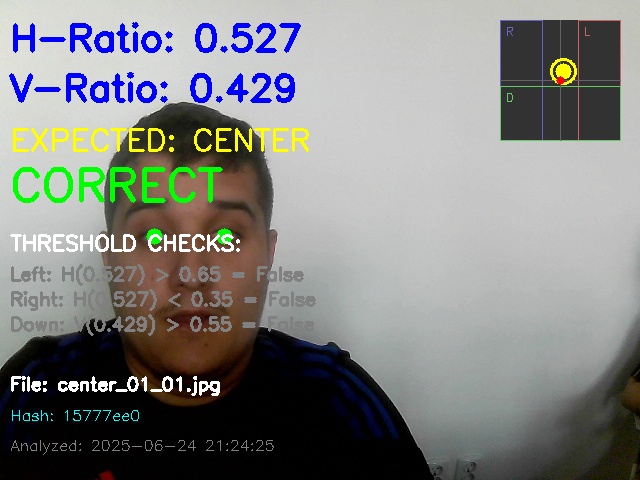 H-Ratio: 0.527
V-Ratio: 0.429
EXPECTED: CENTER
CORRECT
THRESHOLD CHECKS:
Left: H(0.527) > 0.65 = False
Right: H(0.527) < 0.35 = False
Down: V(0.429) > 0.55 = False
File: center_01_01.jpg
Hash: 15777ee0
Analyzed: 2025-06-24 21:24:25
R
L
D